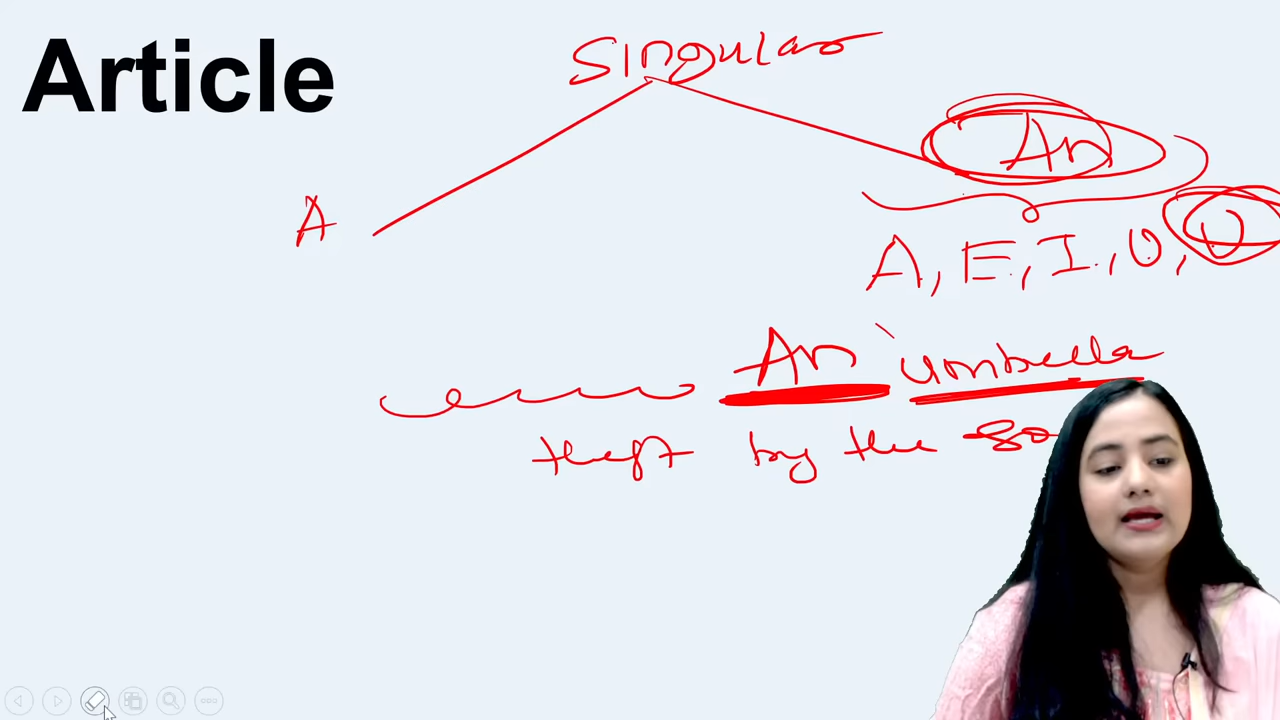 Article
Singular
An
A
A, E, I, O, U
An umbrella
theft by the